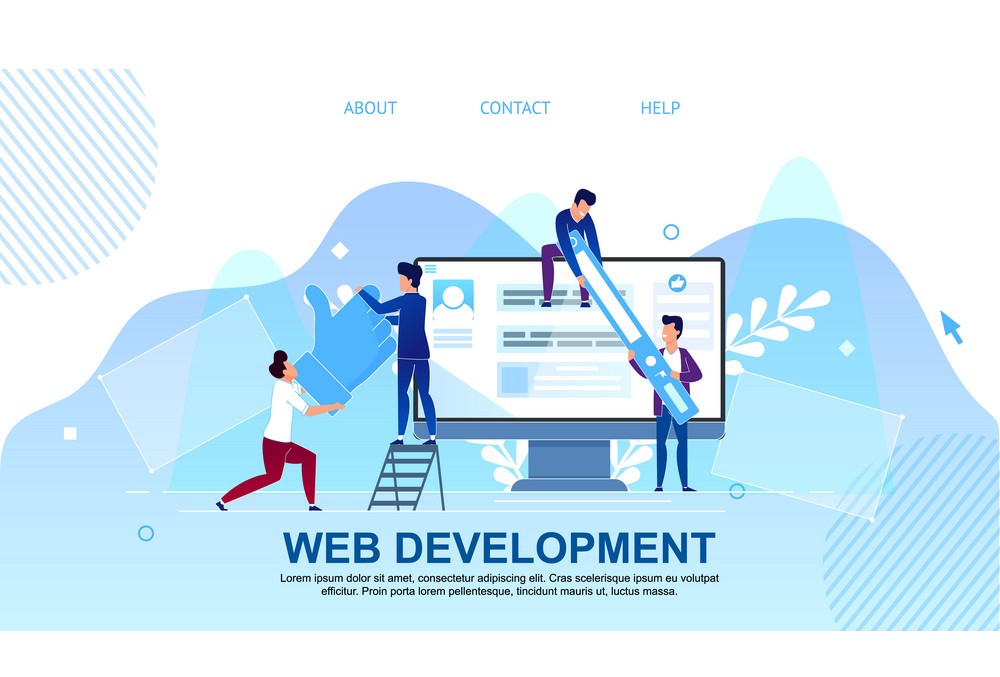 ABOUT CONTACT HELP
WEB DEVELOPMENT
Lorem ipsum dolor sit amet, consectetur adipiscing elit. Cras scelerisque ipsum eu volutpat
efficitur. Proin porta lorem pellentesque, tincidunt mauris ut, luctus massa.